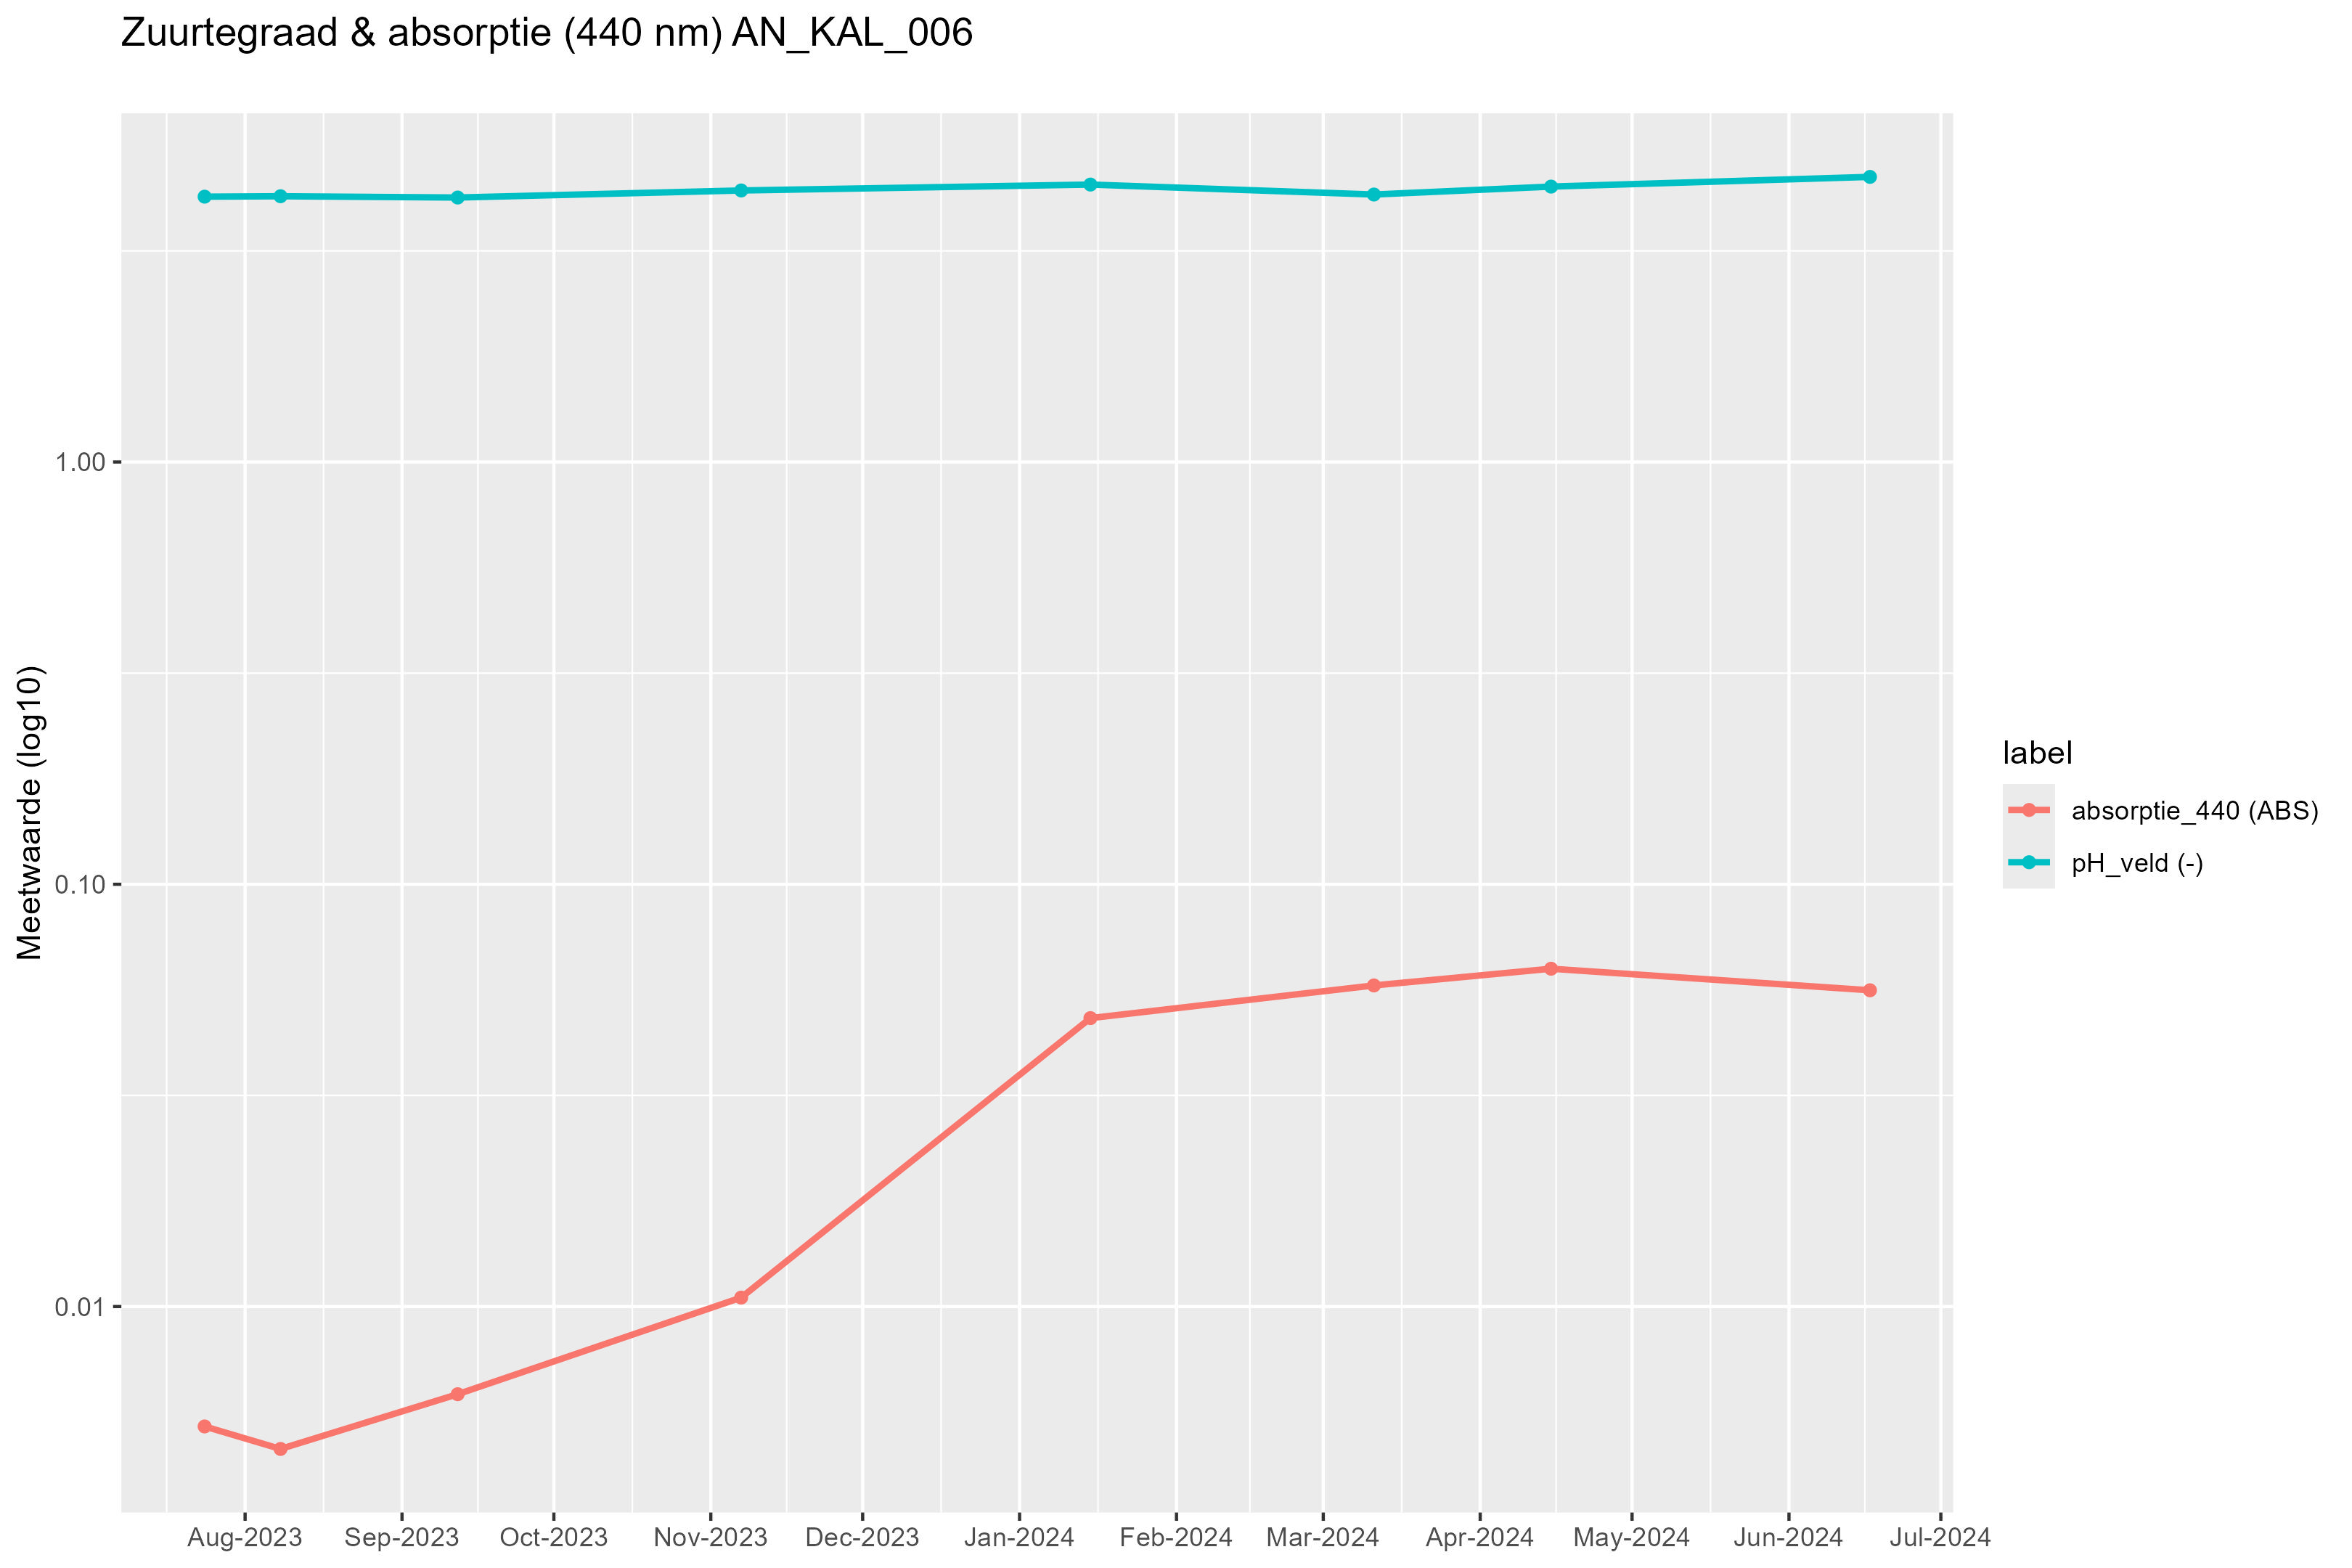 Zuurtegraad & absorptie (440 nm) AN_KAL_006
Meetwaarde (log10)
1.00
0.10
0.01
Aug-2023 Sep-2023 Oct-2023 Nov-2023 Dec-2023 Jan-2024 Feb-2024 Mar-2024 Apr-2024 May-2024 Jun-2024 Jul-2024
label
absorptie_440 (ABS)
pH_veld (-)